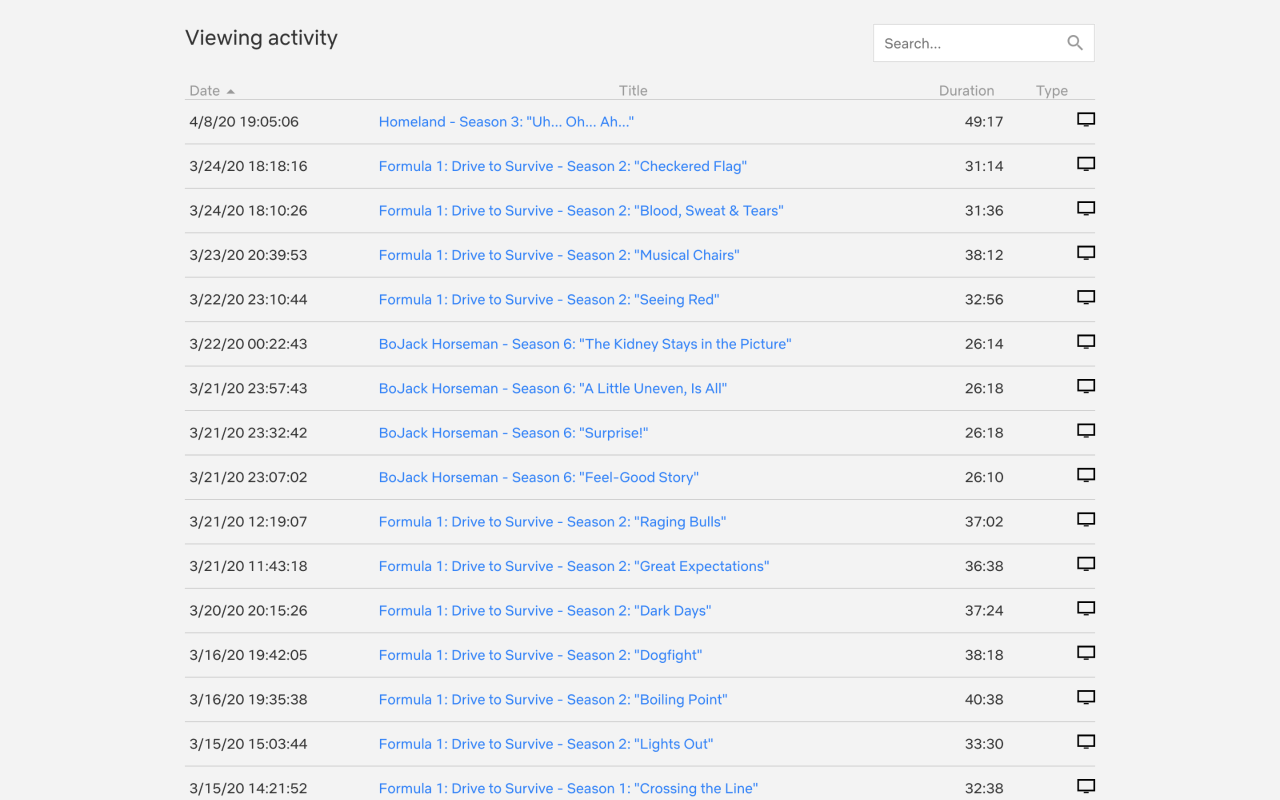 Viewing activity
Search...
Date Title Duration Type
4/8/20 19:05:06 Homeland - Season 3: "Uh... Oh... Ah..." 49:17
3/24/20 18:18:16 Formula 1: Drive to Survive - Season 2: "Checkered Flag" 31:14
3/24/20 18:10:26 Formula 1: Drive to Survive - Season 2: "Blood, Sweat & Tears" 31:36
3/23/20 20:39:53 Formula 1: Drive to Survive - Season 2: "Musical Chairs" 38:12
3/22/20 23:10:44 Formula 1: Drive to Survive - Season 2: "Seeing Red" 32:56
3/22/20 00:22:43 BoJack Horseman - Season 6: "The Kidney Stays in the Picture" 26:14
3/21/20 23:57:43 BoJack Horseman - Season 6: "A Little Uneven, Is All" 26:18
3/21/20 23:32:42 BoJack Horseman - Season 6: "Surprise!" 26:18
3/21/20 23:07:02 BoJack Horseman - Season 6: "Feel-Good Story" 26:10
3/21/20 12:19:07 Formula 1: Drive to Survive - Season 2: "Raging Bulls" 37:02
3/21/20 11:43:18 Formula 1: Drive to Survive - Season 2: "Great Expectations" 36:38
3/20/20 20:15:26 Formula 1: Drive to Survive - Season 2: "Dark Days" 37:24
3/16/20 19:42:05 Formula 1: Drive to Survive - Season 2: "Dogfight" 38:18
3/16/20 19:35:38 Formula 1: Drive to Survive - Season 2: "Boiling Point" 40:38
3/15/20 15:03:44 Formula 1: Drive to Survive - Season 2: "Lights Out" 33:30
3/15/20 14:21:52 Formula 1: Drive to Survive - Season 1: "Crossing the Line" 32:38